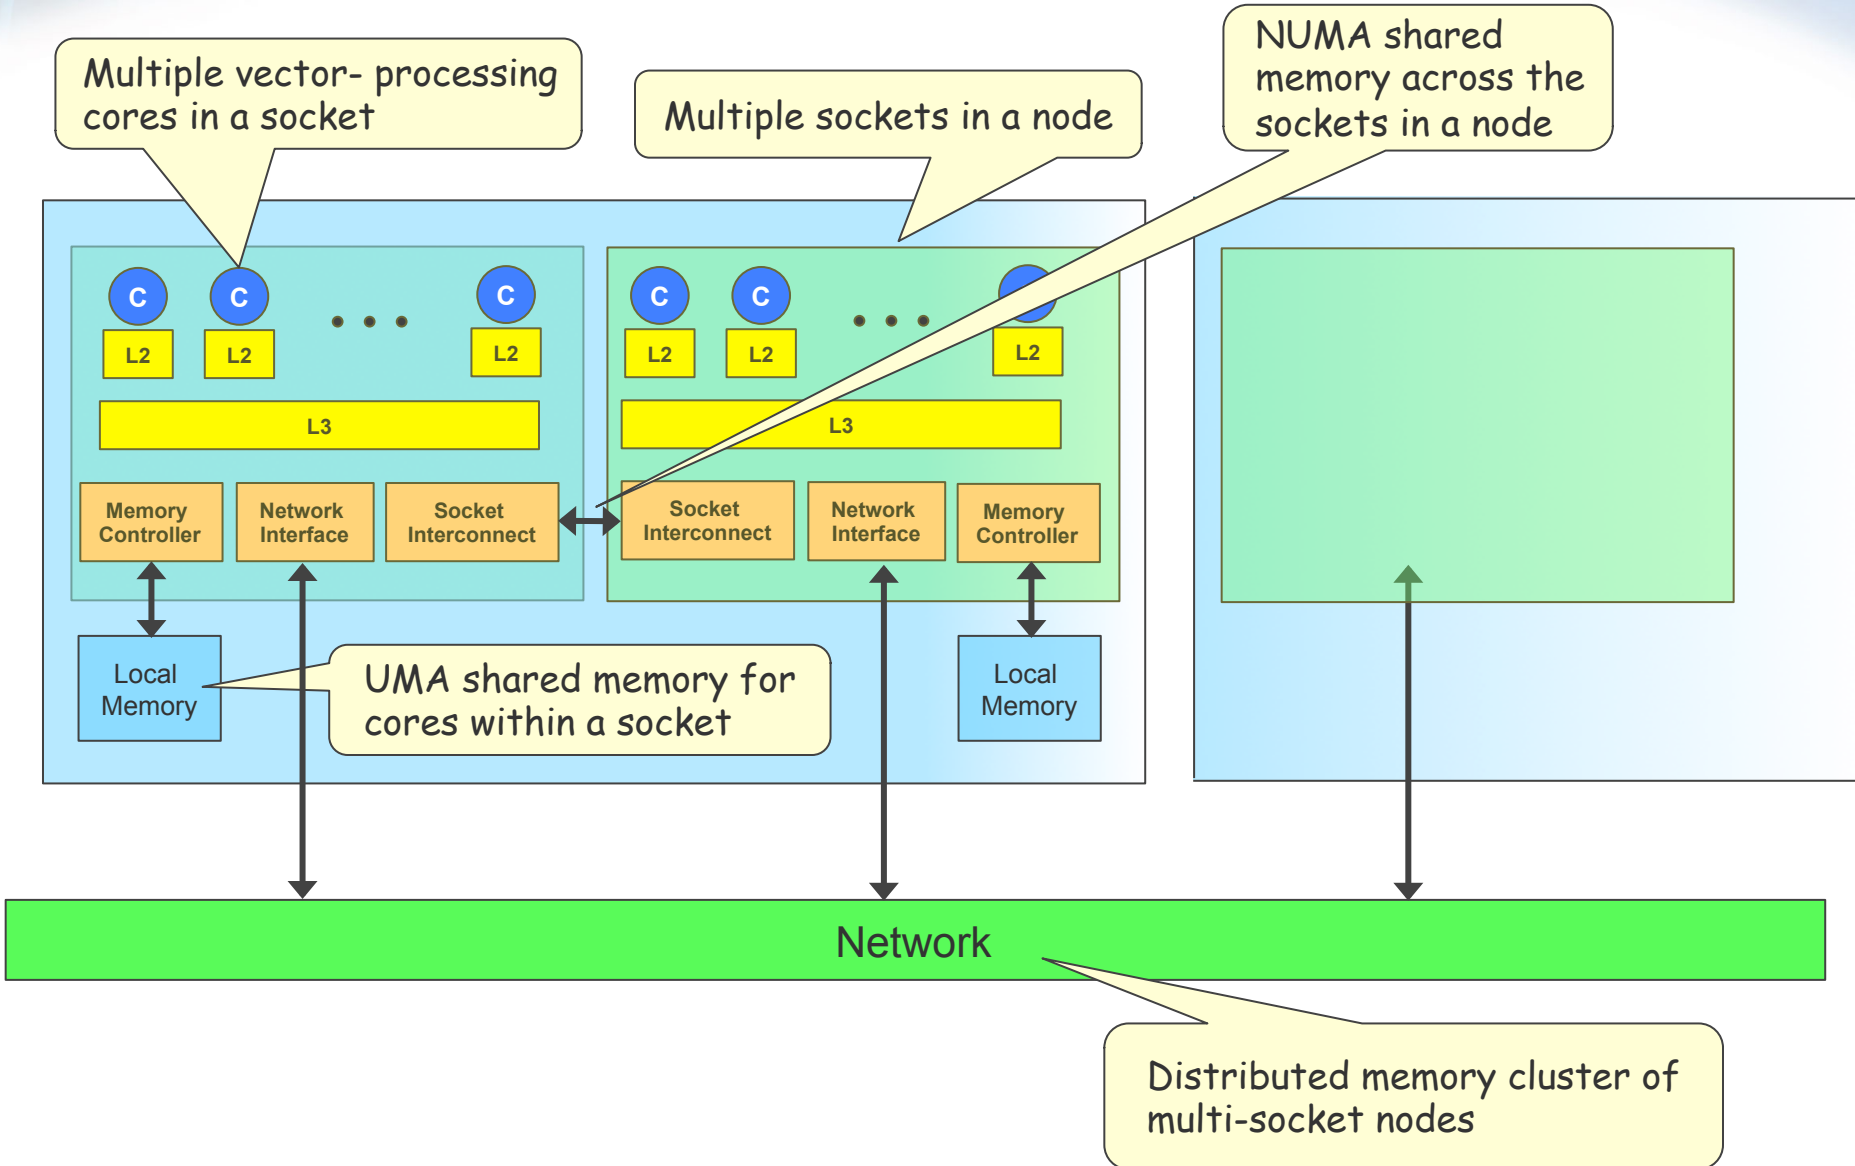 Multiple vector- processing
cores in a socket
Multiple sockets in a node
NUMA shared
memory across the
sockets in a node
C
C
C
C
C
L2
L2
L2
L2
L2
L2
L3
L3
Memory
Controller
Network
Interface
Socket
Interconnect
Socket
Interconnect
Network
Interface
Memory
Controller
Local
Memory
UMA shared memory for
cores within a socket
Local
Memory
Network
Distributed memory cluster of
multi-socket nodes